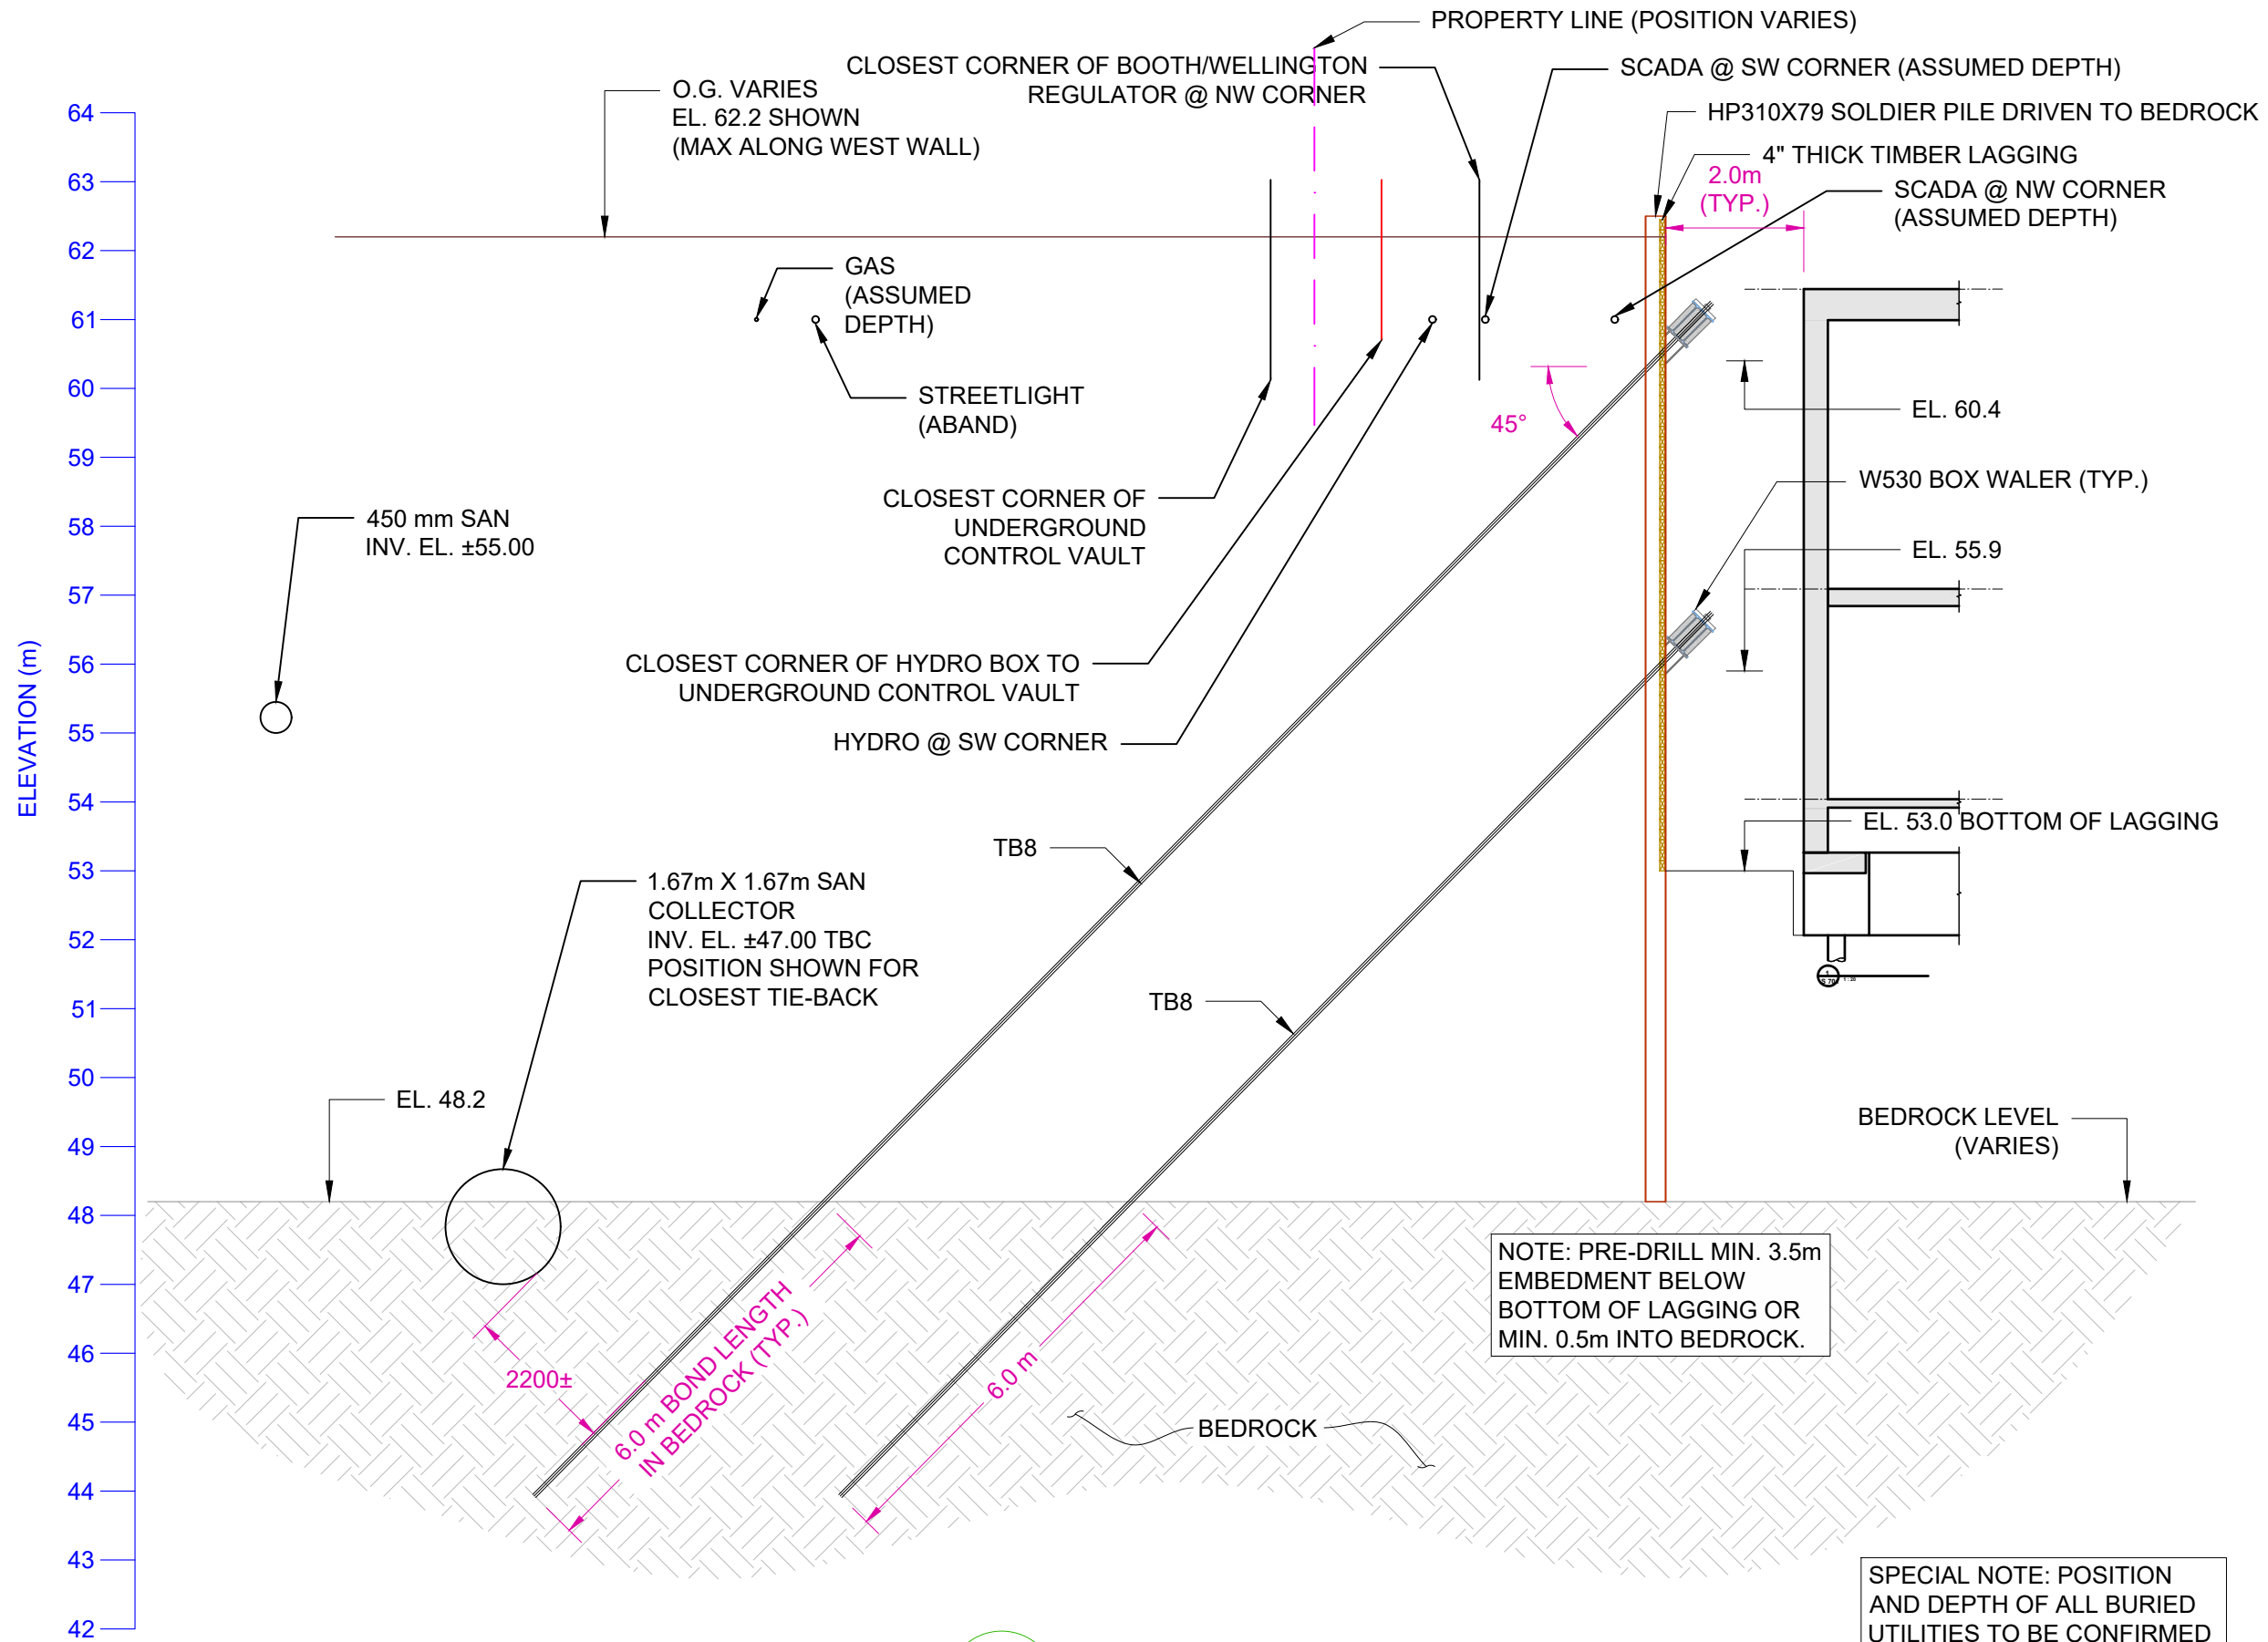 PROPERTY LINE (POSITION VARIES)
CLOSEST CORNER OF BOOTH/WELLINGTON
REGULATOR @ NW CORNER
SCADA @ SW CORNER (ASSUMED DEPTH)
O.G. VARIES
EL. 62.2 SHOWN
(MAX ALONG WEST WALL)
HP310X79 SOLDIER PILE DRIVEN TO BEDROCK
4" THICK TIMBER LAGGING
2.0m
(TYP.)
SCADA @ NW CORNER
(ASSUMED DEPTH)
64
63
62
61
60
59
58
57
56
55
54
53
52
51
50
49
48
47
46
45
44
43
42
ELEVATION (m)
GAS
(ASSUMED
DEPTH)
STREETLIGHT
(ABAND)
45°
EL. 60.4
W530 BOX WALER (TYP.)
CLOSEST CORNER OF
UNDERGROUND
CONTROL VAULT
450 mm SAN
INV. EL. ±55.00
EL. 55.9
CLOSEST CORNER OF HYDRO BOX TO
UNDERGROUND CONTROL VAULT
HYDRO @ SW CORNER
EL. 53.0 BOTTOM OF LAGGING
TB8
1.67m X 1.67m SAN
COLLECTOR
INV. EL. ±47.00 TBC
POSITION SHOWN FOR
CLOSEST TIE-BACK
TB8
EL. 48.2
BEDROCK LEVEL
(VARIES)
NOTE: PRE-DRILL MIN. 3.5m
EMBEDMENT BELOW
BOTTOM OF LAGGING OR
MIN. 0.5m INTO BEDROCK.
2200±
6.0 m BOND LENGTH
IN BEDROCK (TYP.)
6.0 m
BEDROCK
SPECIAL NOTE: POSITION
AND DEPTH OF ALL BURIED
UTILITIES TO BE CONFIRMED